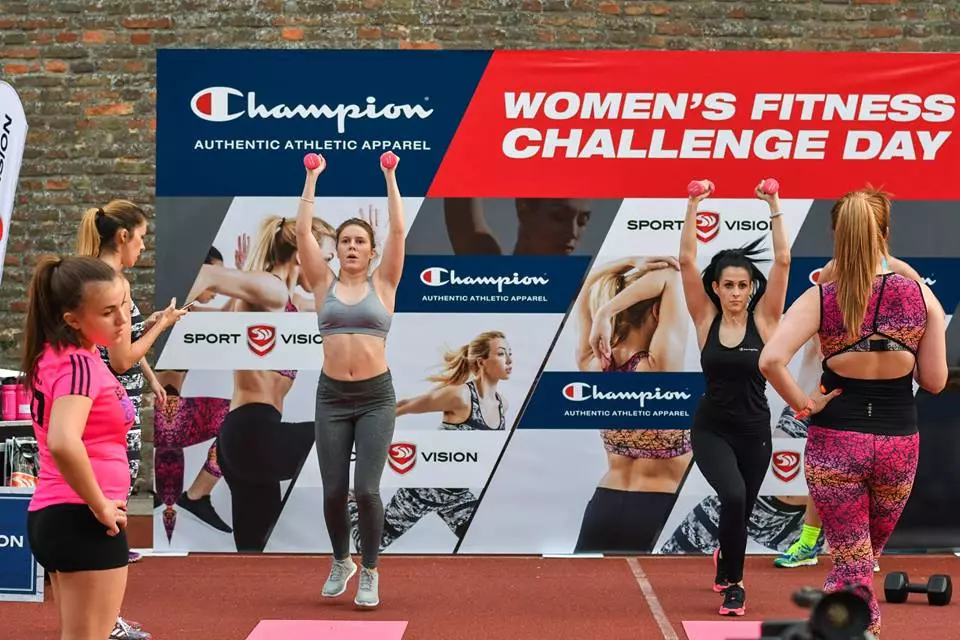 Champion
AUTHENTIC ATHLETIC APPAREL
WOMEN'S FITNESS
CHALLENGE DAY
VISION
SPORT VISION
Champion
AUTHENTIC ATHLETIC APPAREL
SPORT VISION
Champion
AUTHENTIC ATHLETIC APPAREL
VISION
Champion